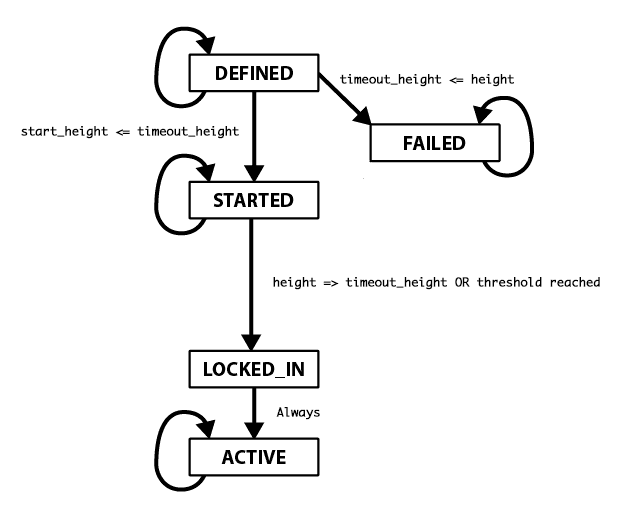 DEFINED
timeout_height <= height
FAILED
start_height <= timeout_height
STARTED
height => timeout_height OR threshold reached
LOCKED_IN
Always
ACTIVE